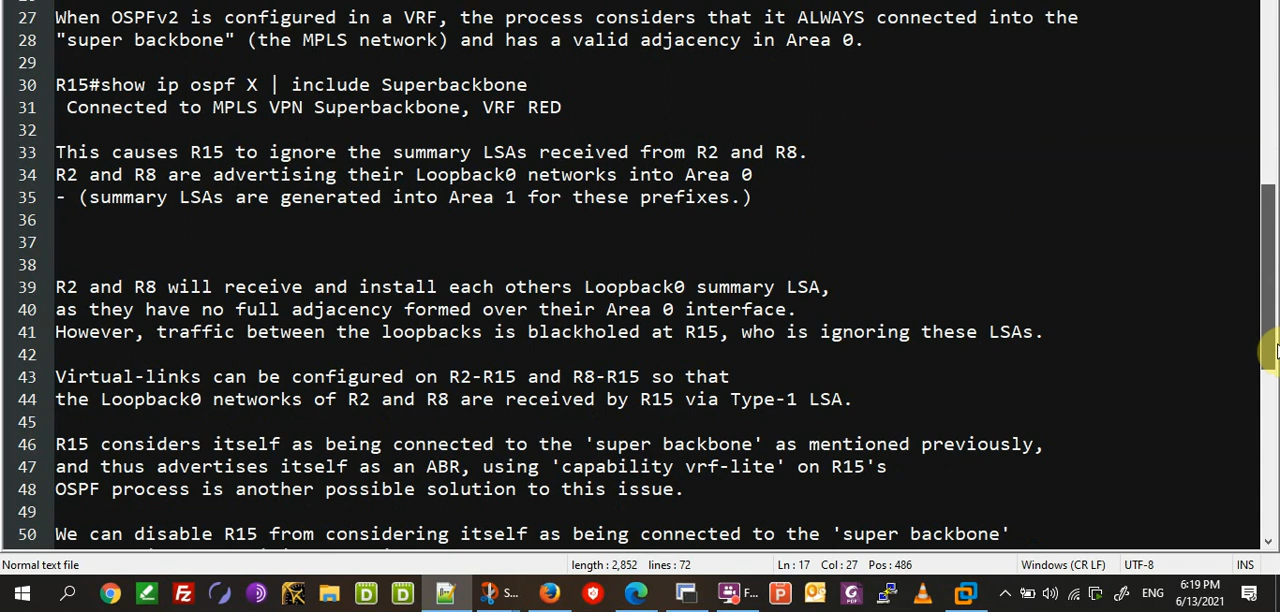 27 When OSPFv2 is configured in a VRF, the process considers that it ALWAYS connected into the
28 "super backbone" (the MPLS network) and has a valid adjacency in Area 0.
29
30 R15#show ip ospf X | include Superbackbone
31  Connected to MPLS VPN Superbackbone, VRF RED
32
33 This causes R15 to ignore the summary LSAs received from R2 and R8.
34 R2 and R8 are advertising their Loopback0 networks into Area 0
35 - (summary LSAs are generated into Area 1 for these prefixes.)
36
37
38
39 R2 and R8 will receive and install each others Loopback0 summary LSA,
40 as they have no full adjacency formed over their Area 0 interface.
41 However, traffic between the loopbacks is blackholed at R15, who is ignoring these LSAs.
42
43 Virtual-links can be configured on R2-R15 and R8-R15 so that
44 the Loopback0 networks of R2 and R8 are received by R15 via Type-1 LSA.
45
46 R15 considers itself as being connected to the 'super backbone' as mentioned previously,
47 and thus advertises itself as an ABR, using 'capability vrf-lite' on R15's
48 OSPF process is another possible solution to this issue.
49
50 We can disable R15 from considering itself as being connected to the 'super backbone'
Normal text file length : 2,852 lines : 72 Ln : 17 Col : 27 Pos : 486 Windows (CR LF) UTF-8 INS
S... F... ENG
6:19 PM
6/13/2021